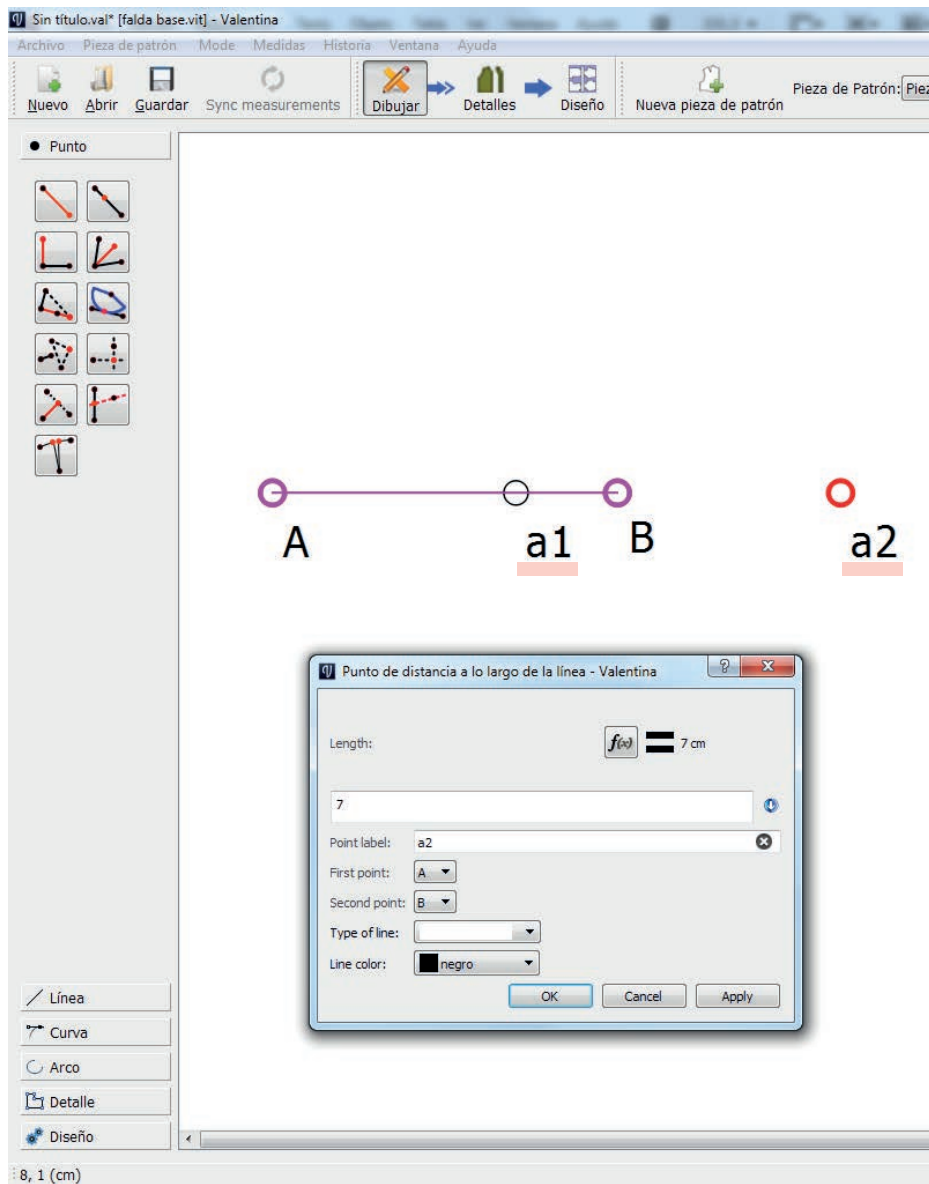 Sin título.val* [falda base.vit] - Valentina
Archivo Pieza de patrón Mode Medidas Historia Ventana Ayuda
Nuevo Abrir Guardar Sync measurements Dibujar Detalles Diseño Nueva pieza de patrón Pieza de Patrón: Piez
Punto
A a1 B a2
Punto de distancia a lo largo de la línea - Valentina
Length: f(x) 7 cm
7
Point label: a2
First point: A
Second point: B
Type of line:
Line color: negro
OK Cancel Apply
Línea
Curva
Arco
Detalle
Diseño
8, 1 (cm)